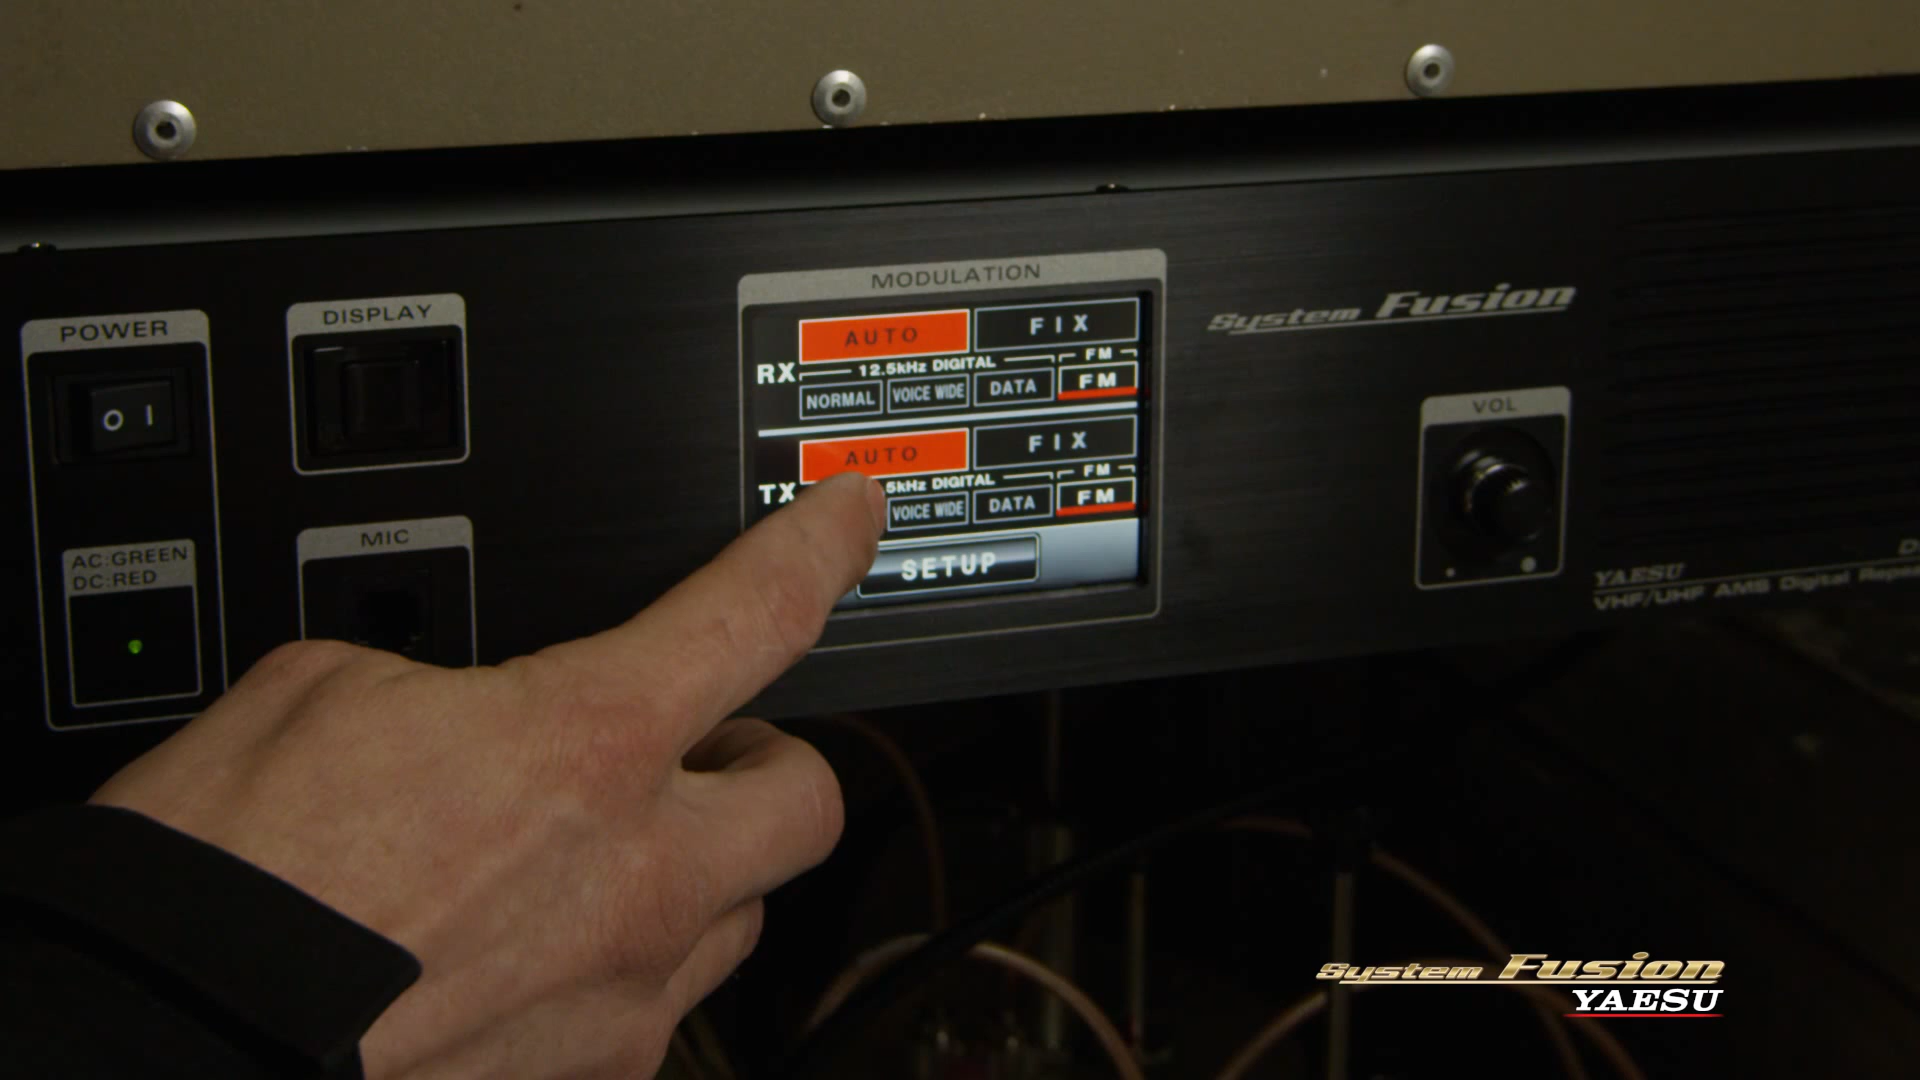 POWER
O I
AC:GREEN
DC:RED
DISPLAY
MIC
MODULATION
AUTO FIX
RX
12.5kHz DIGITAL FM
NORMAL VOICE WIDE DATA FM
AUTO FIX
TX
5kHz DIGITAL FM
VOICE WIDE DATA FM
SETUP
System Fusion
VOL
YAESU
VHF/UHF AMS Digital
System Fusion
YAESU